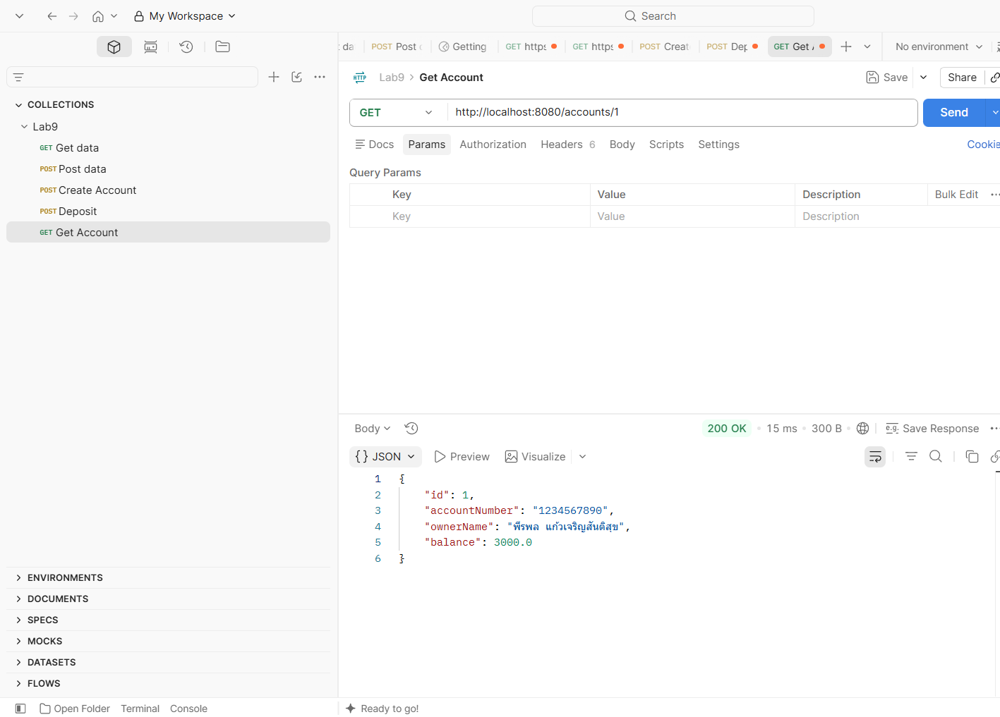 My Workspace
Search
t da
POST Post
Getting
GET https
GET https
POST Creat
POST Dep
GET Get
No environment
Lab9 > Get Account
Save
Share
GET
http://localhost:8080/accounts/1
Send
Docs
Params
Authorization
Headers 6
Body
Scripts
Settings
Cookie
Query Params
Key Value Description Bulk Edit
Key Value Description
COLLECTIONS
Lab9
GET Get data
POST Post data
POST Create Account
POST Deposit
GET Get Account
ENVIRONMENTS
DOCUMENTS
SPECS
MOCKS
DATASETS
FLOWS
Body
200 OK • 15 ms • 300 B
e.g. Save Response
{} JSON
Preview
Visualize
1 {
2 "id": 1,
3 "accountNumber": "1234567890",
4 "ownerName": "พีรพล แก้วเจริญสันติสุข",
5 "balance": 3000.0
6 }
Open Folder
Terminal
Console
Ready to go!